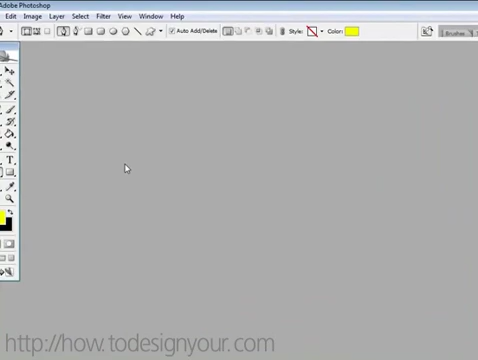 Adobe Photoshop
Edit Image Layer Select Filter View Window Help
Auto Add/Delete Style: Color: Brushes
T
http://how.todesignyour.com